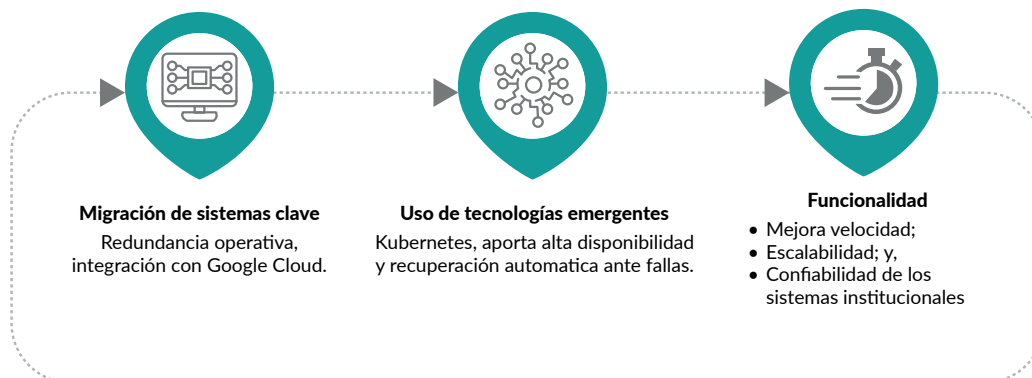 Migración de sistemas clave
Redundancia operativa,
integración con Google Cloud.
Uso de tecnologías emergentes
Kubernetes, aporta alta disponibilidad
y recuperación automatica ante fallas.
Funcionalidad
• Mejora velocidad;
• Escalabilidad; y,
• Confiabilidad de los
sistemas institucionales